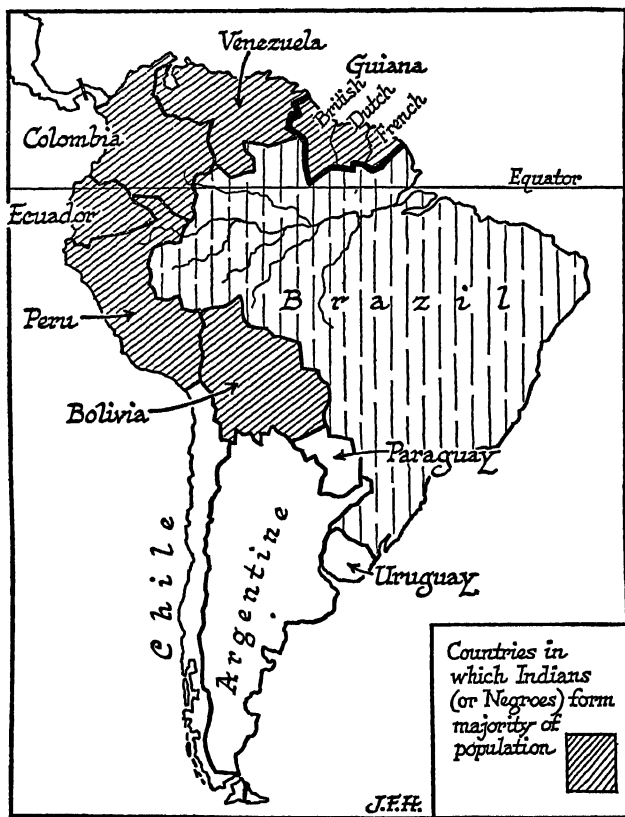 Venezuela
Guiana
British
Dutch
French
Colombia
Equator
Ecuador
Brazil
Peru
Bolivia
Paraguay
Chile
Argentine
Uruguay
Countries in
which Indians
(or Negroes) form
majority of
population
J.F.H.